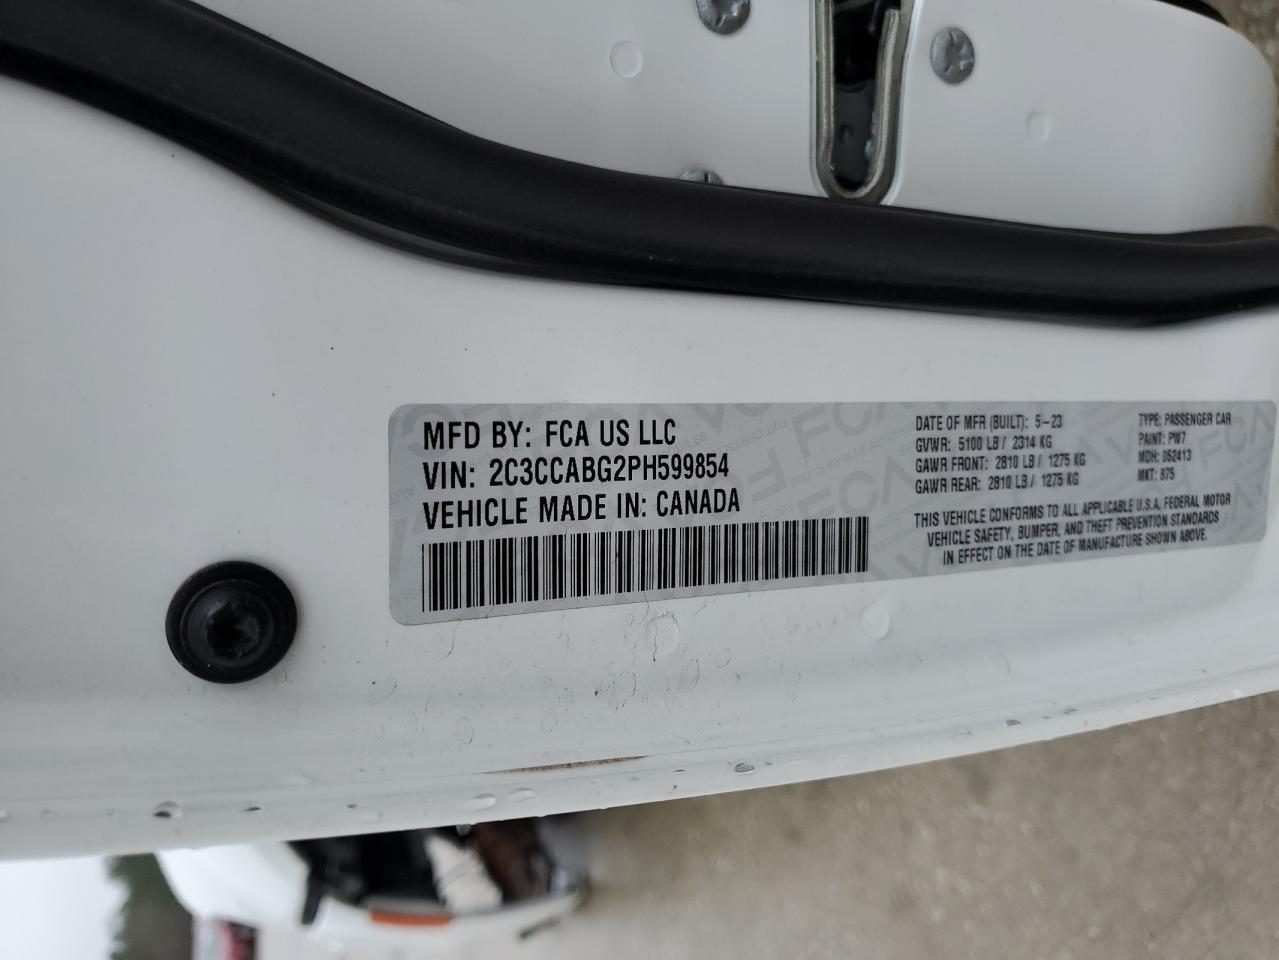 MFD BY: FCA US LLC
VIN: 2C3CCABG2PH599854
VEHICLE MADE IN: CANADA
DATE OF MFR (BUILT): 5-23
GVWR: 5100 LB / 2314 KG
GAWR FRONT: 2810 LB / 1275 KG
GAWR REAR: 2810 LB / 1275 KG
TYPE: PASSENGER CAR
PAINT: PW7
MDH: 052413
MKT: 875
THIS VEHICLE CONFORMS TO ALL APPLICABLE U.S.A. FEDERAL MOTOR
VEHICLE SAFETY, BUMPER, AND THEFT PREVENTION STANDARDS
IN EFFECT ON THE DATE OF MANUFACTURE SHOWN ABOVE.